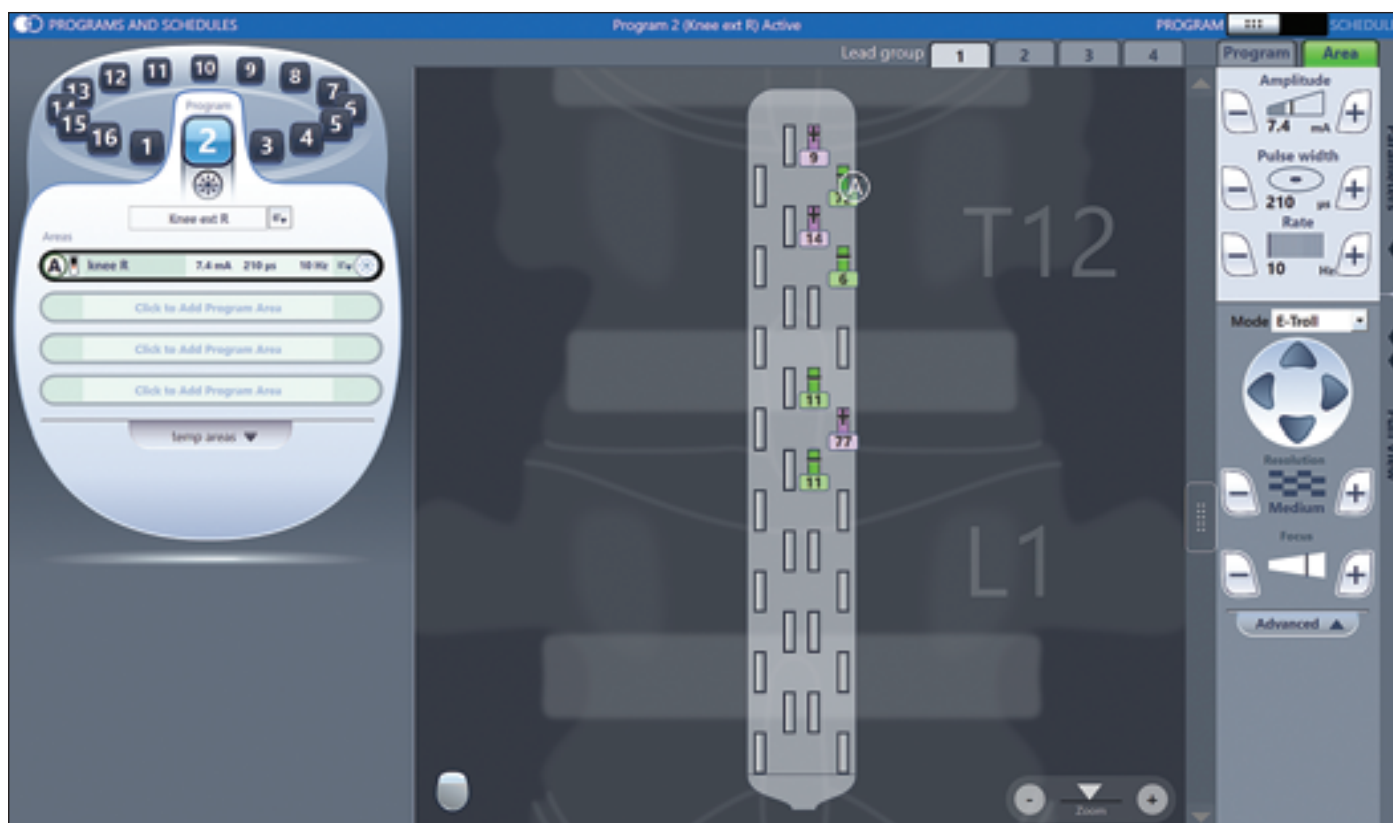 PROGRAMS AND SCHEDULES
Program 2 (Knee ext R) Active
PROGRAM
SCHEDUL
Lead group 1 2 3 4
Program Area
12 11 10 9 8
13 7
14 6
15 5
16 1 2 3 4
Program
Knee ext R
Areas
A knee R 7.4 mA 210 µs 10 Hz
Click to Add Program Area
Click to Add Program Area
Click to Add Program Area
temp areas
9
A
14
6
11
77
11
T12
L1
- Zoom +
Amplitude
7.4 mA
Pulse width
210 µs
Rate
10 Hz
Mode E-Troll
Resolution
Medium
Focus
Advanced